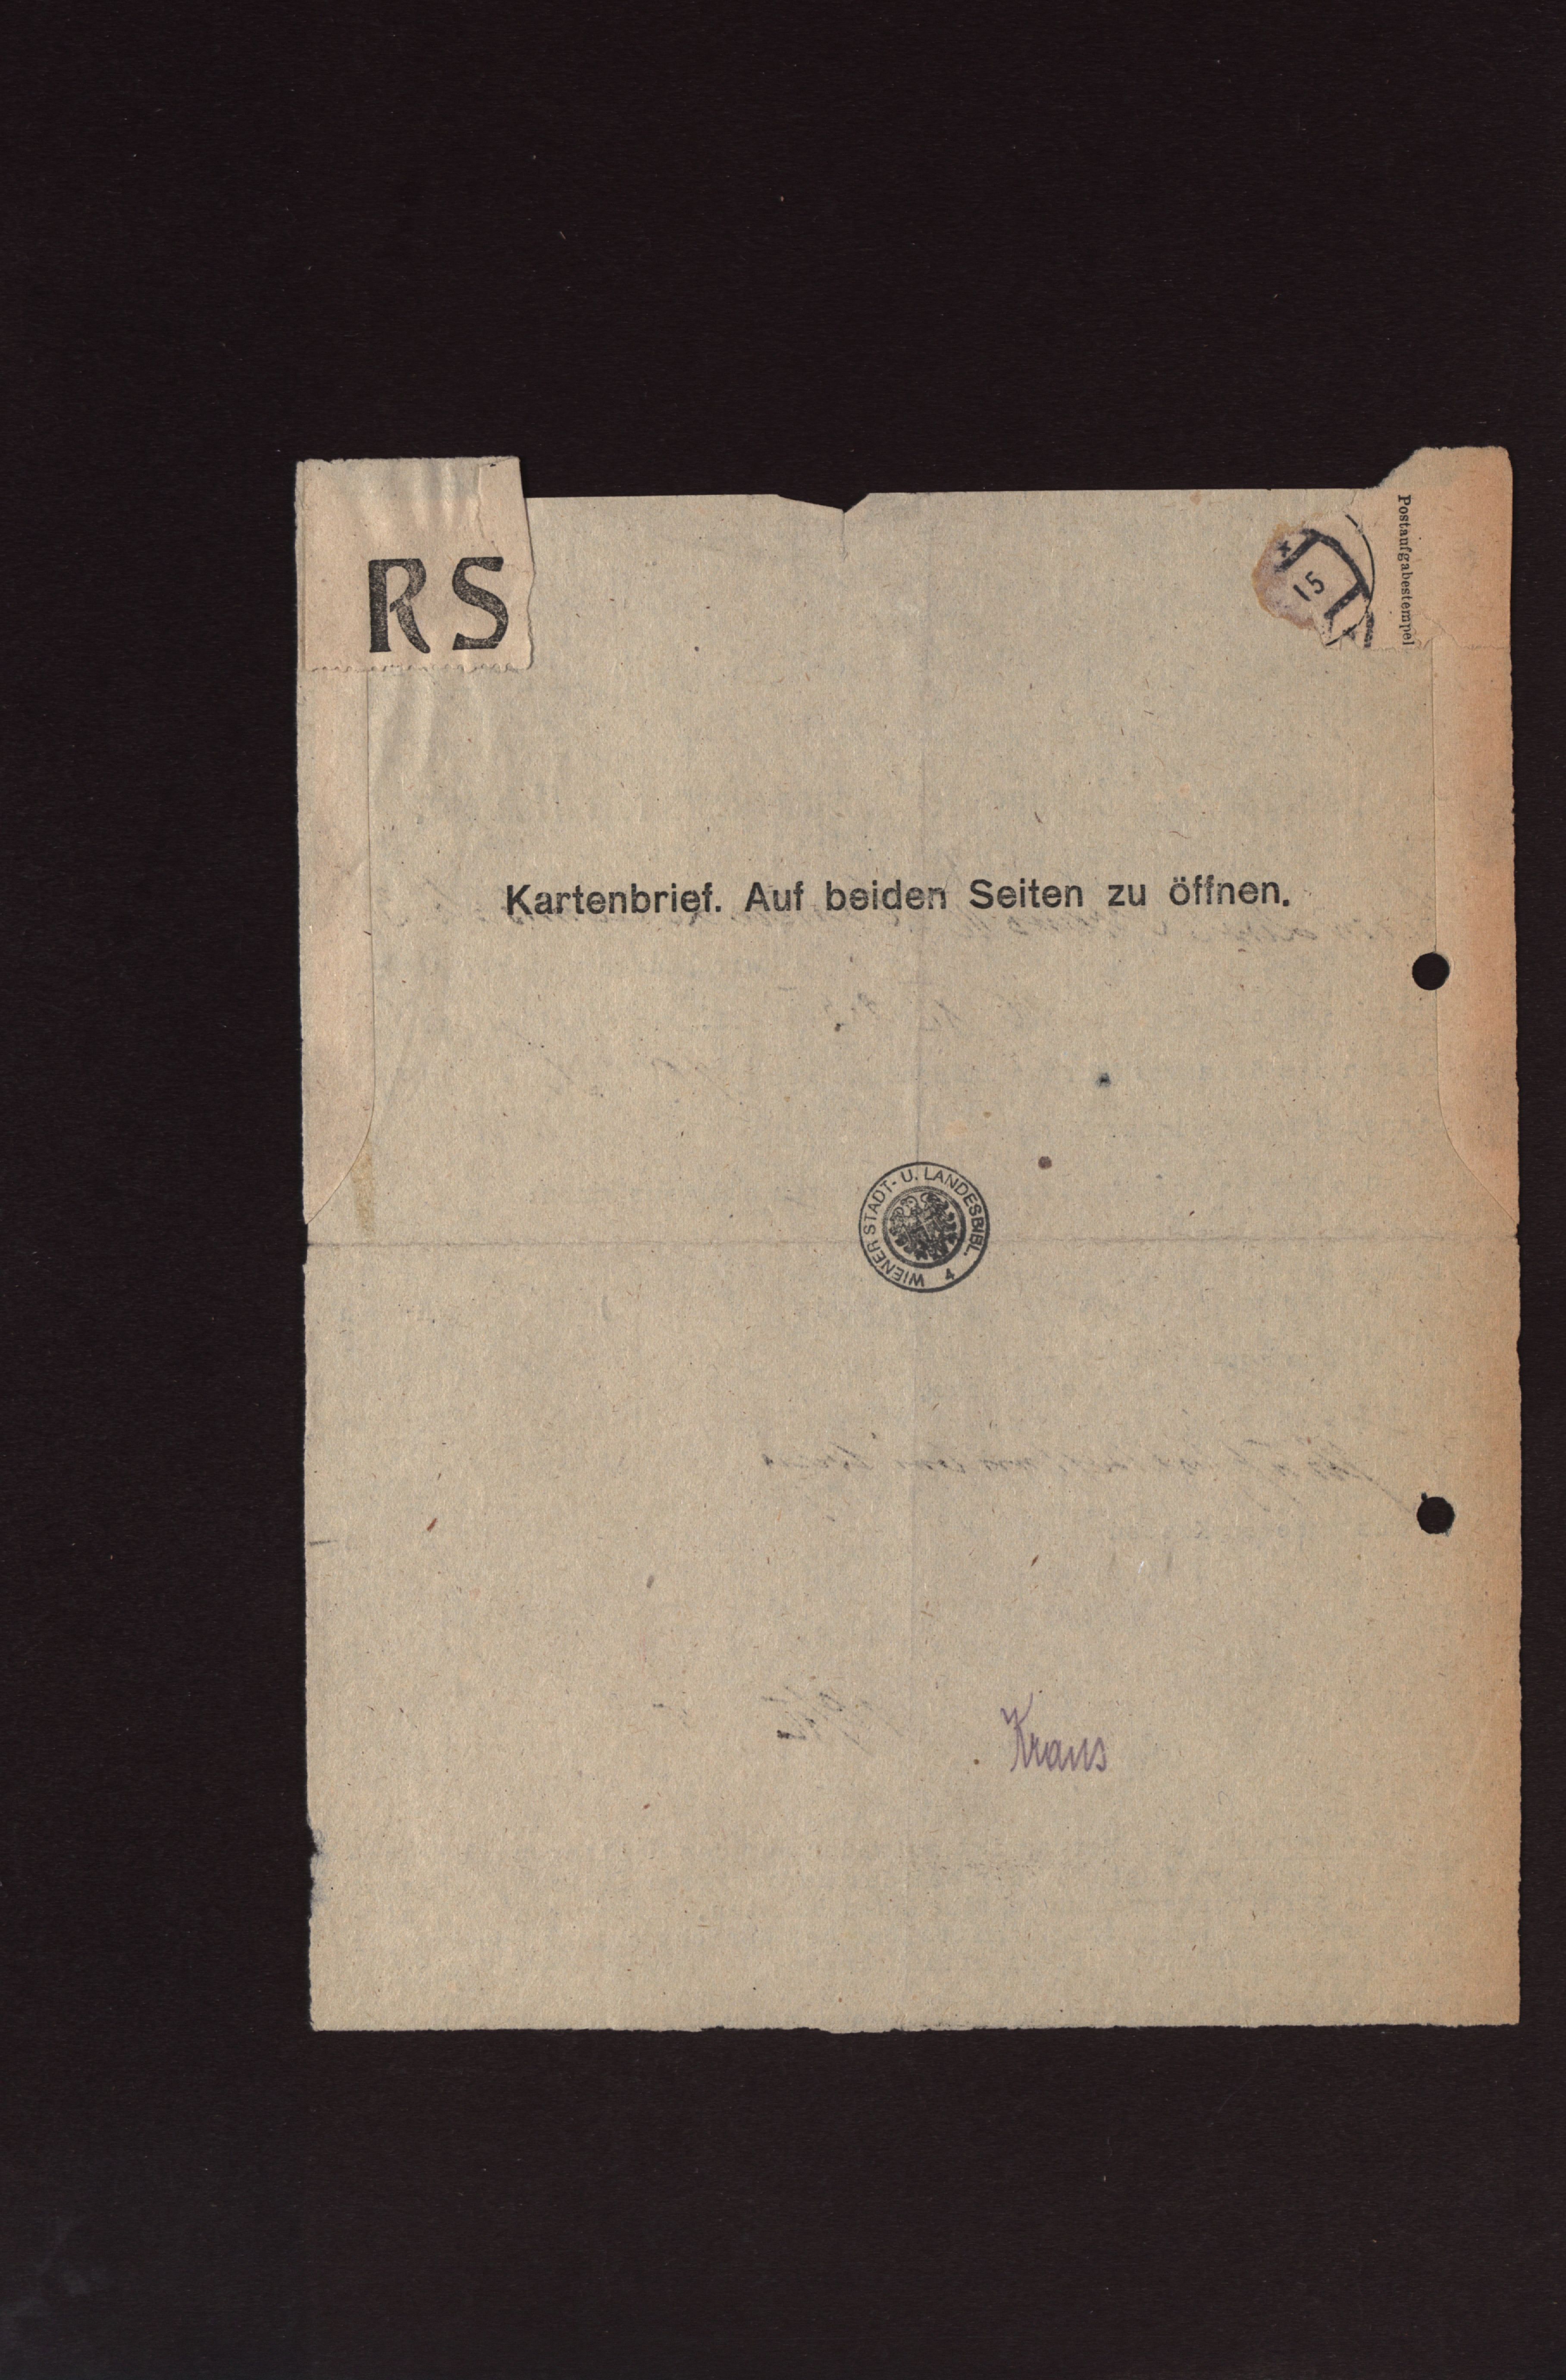 RS
Postaufgabestempel
15
Kartenbrief. Auf beiden Seiten zu öffnen.
WIENER STADT- U. LANDESBIBL. 4
Kraus